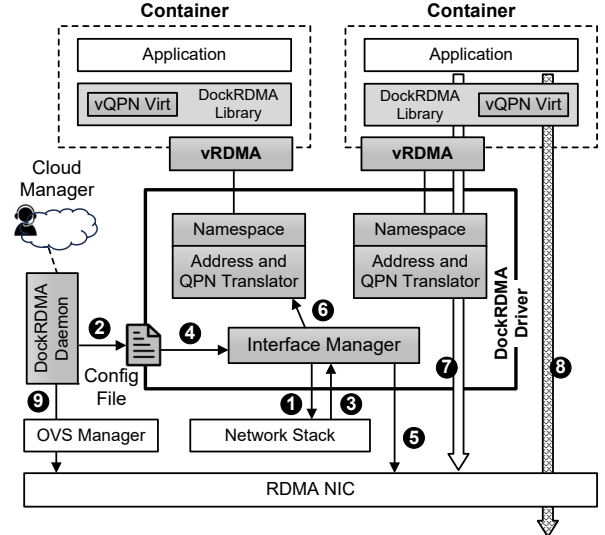 Container
Container
Application
Application
vQPN Virt
DockRDMA
Library
DockRDMA
Library
vQPN Virt
vRDMA
vRDMA
Cloud
Manager
Namespace
Address and
QPN Translator
Namespace
Address and
QPN Translator
DockRDMA
Driver
DockRDMA
Daemon
2
4
6
Interface Manager
7
8
Config
File
9
1
3
5
OVS Manager
Network Stack
RDMA NIC